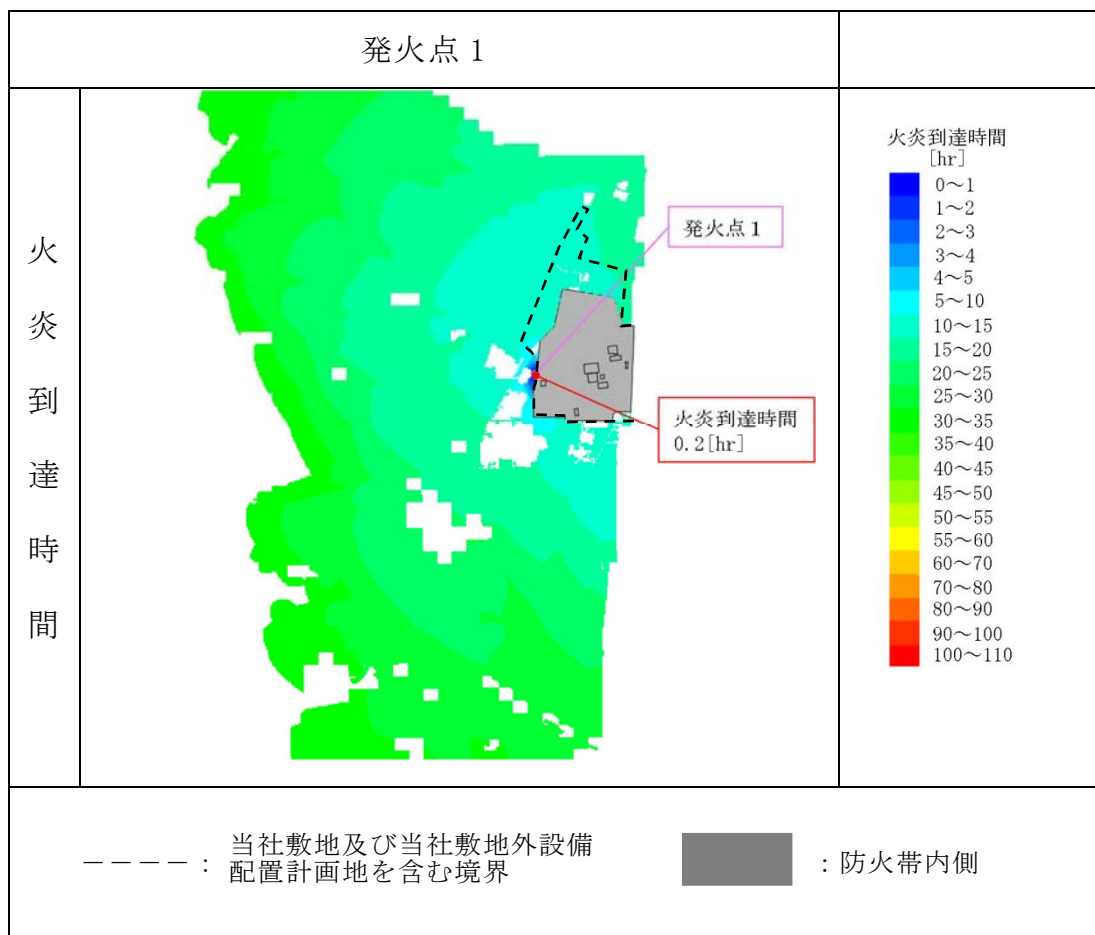 発火点 1
火炎到達時間
火炎到達時間
[hr]
0～1
1～2
2～3
3～4
4～5
5～10
10～15
15～20
20～25
25～30
30～35
35～40
40～45
45～50
50～55
55～60
60～70
70～80
80～90
90～100
100～110
発火点 1
火炎到達時間
0.2[hr]
－－－－：
当社敷地及び当社敷地外設備
配置計画地を含む境界
：防火帯内側